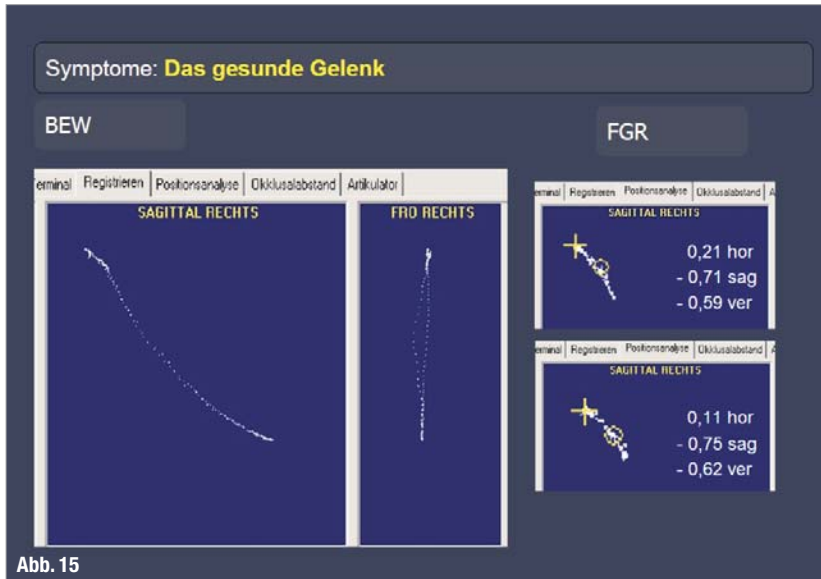 Symptome: Das gesunde Gelenk
BEW
FGR
erminal Registrieren Positionsanalyse Okklusalabstand Artikulator
SAGITTAL RECHTS
FRO RECHTS
erminal Registrieren Positionsanalyse Okklusalabstand A
SAGITTAL RECHTS
0,21 hor
- 0,71 sag
- 0,59 ver
erminal Registrieren Positionsanalyse Okklusalabstand A
SAGITTAL RECHTS
0,11 hor
- 0,75 sag
- 0,62 ver
Abb. 15